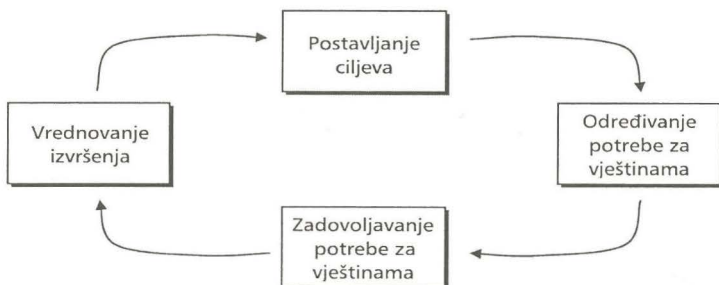 Postavljanje
ciljeva
Određivanje
potrebe za
vještinama
Zadovoljavanje
potrebe za
vještinama
Vrednovanje
izvršenja